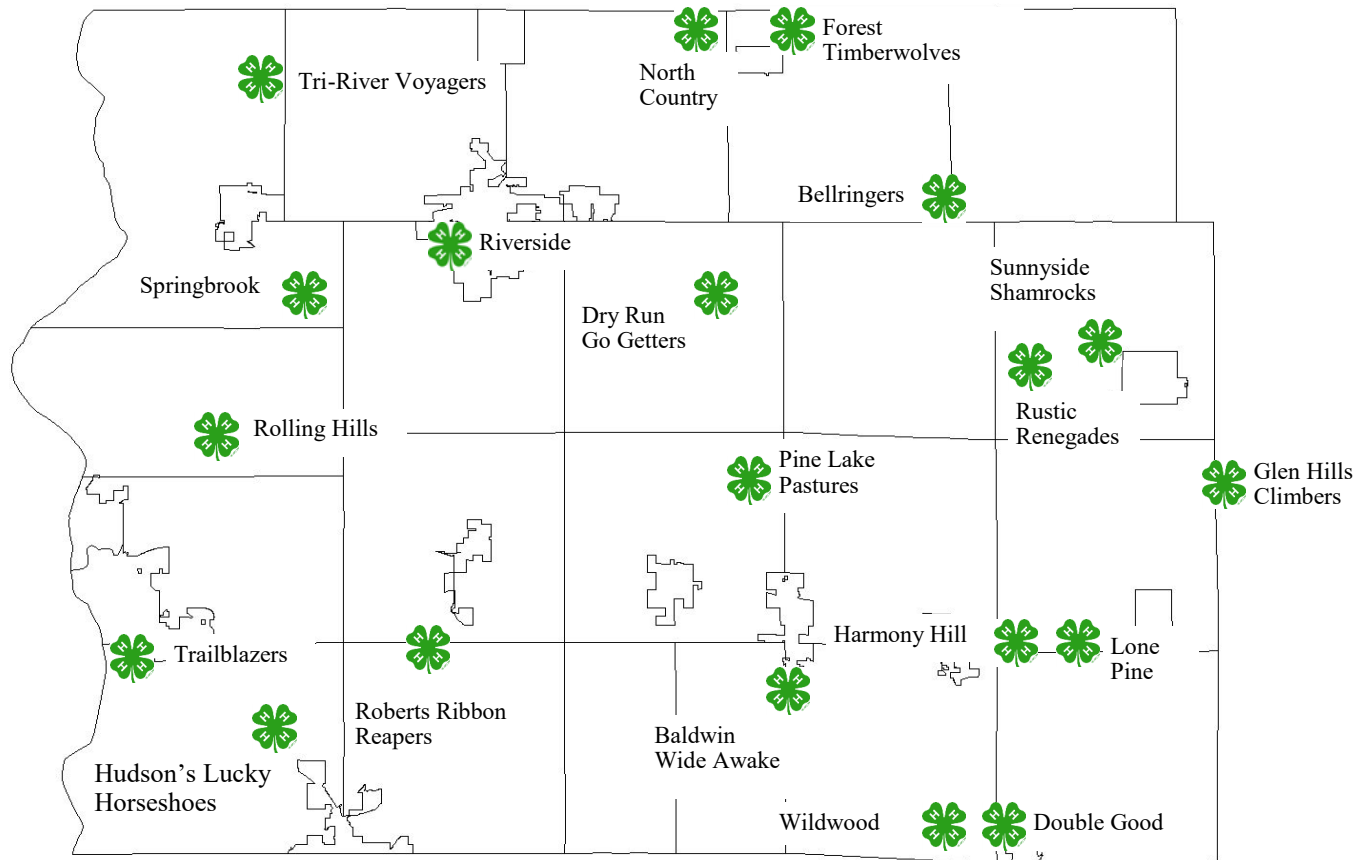 Forest
Timberwolves
Tri-River Voyagers
North
Country
Bellringers
Riverside
Springbrook
Sunnyside
Shamrocks
Dry Run
Go Getters
Rustic
Renegades
Rolling Hills
Pine Lake
Pastures
Glen Hills
Climbers
Harmony Hill
Lone
Pine
Trailblazers
Roberts Ribbon
Reapers
Baldwin
Wide Awake
Hudson's Lucky
Horseshoes
Wildwood
Double Good